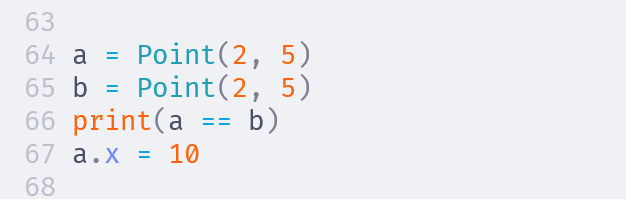 63
64 a = Point(2, 5)
65 b = Point(2, 5)
66 print(a == b)
67 a.x = 10
68